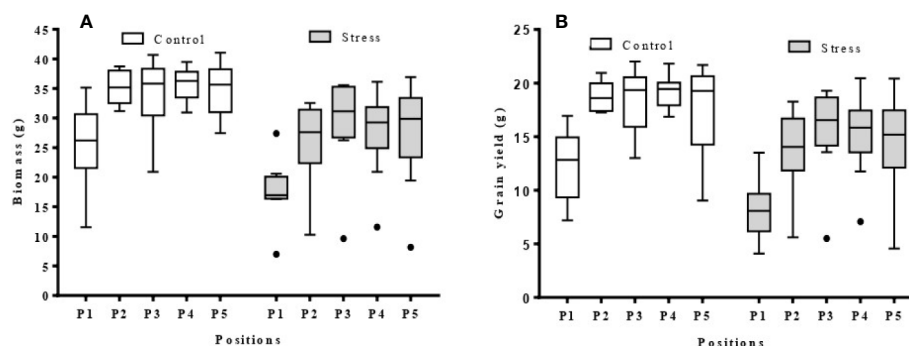 A
Control
Stress
Biomass (g)
45
40
35
30
25
20
15
10
5
0
P1 P2 P3 P4 P5 P1 P2 P3 P4 P5
Positions
B
Control
Stress
Grain yield (g)
25
20
15
10
5
0
P1 P2 P3 P4 P5 P1 P2 P3 P4 P5
Positions